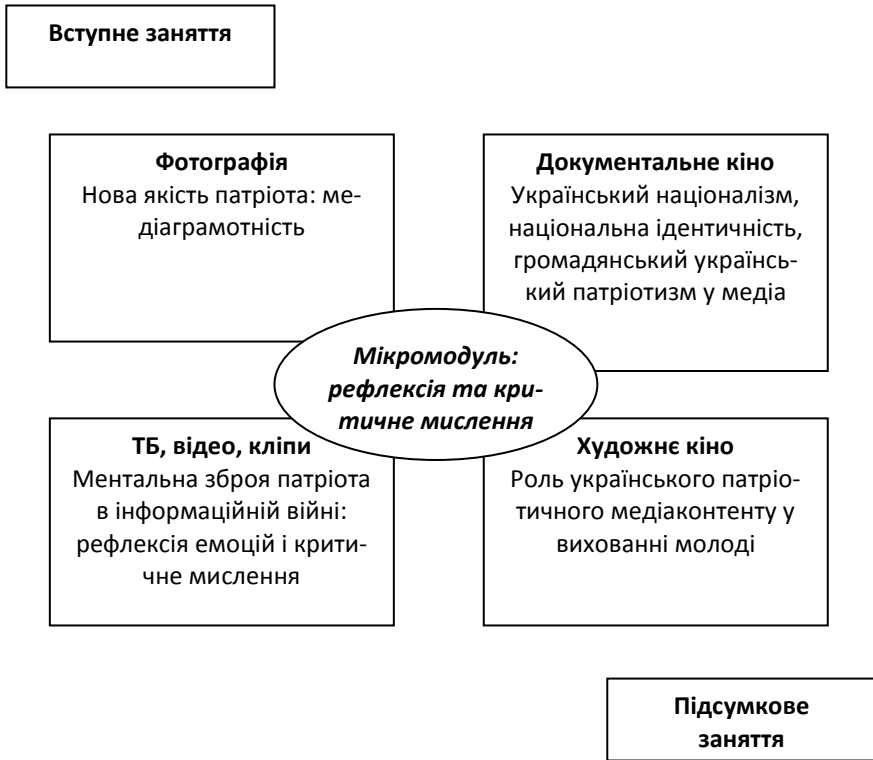 Вступне заняття
Фотографія
Нова якість патріота: ме-
діаграмотність
Документальне кіно
Український націоналізм,
національна ідентичність,
громадянський українсь-
кий патріотизм у медіа
Мікромодуль:
рефлексія та кри-
тичне мислення
ТБ, відео, кліпи
Ментальна зброя патріота
в інформаційній війні:
рефлексія емоцій і крити-
чне мислення
Художнє кіно
Роль українського патріо-
тичного медіаконтенту у
вихованні молоді
Підсумкове
заняття